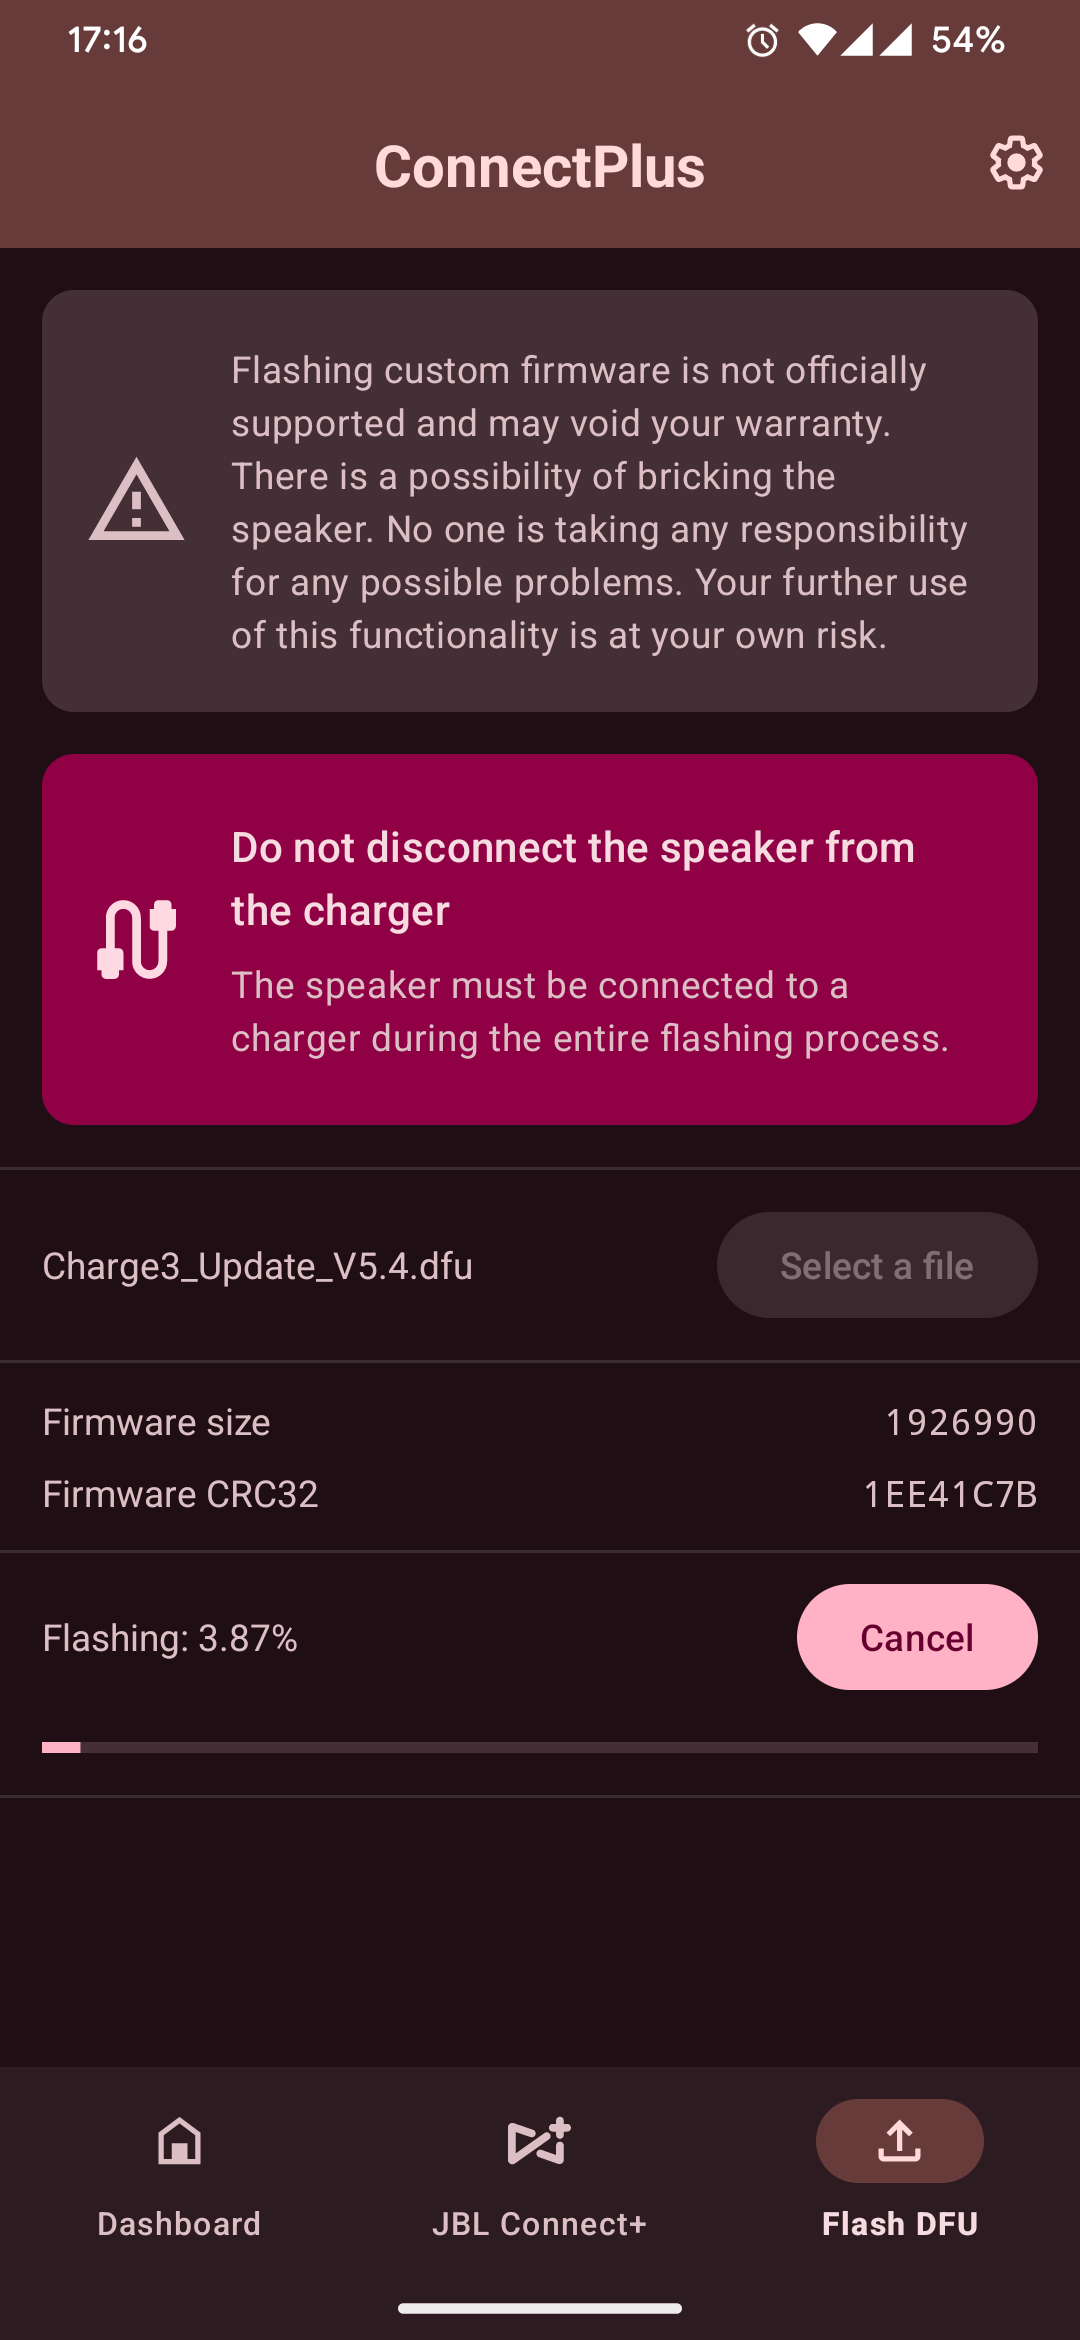 17:16
54%
ConnectPlus
Flashing custom firmware is not officially
supported and may void your warranty.
There is a possibility of bricking the
speaker. No one is taking any responsibility
for any possible problems. Your further use
of this functionality is at your own risk.
Do not disconnect the speaker from
the charger
The speaker must be connected to a
charger during the entire flashing process.
Charge3_Update_V5.4.dfu
Select a file
Firmware size
1926990
Firmware CRC32
1EE41C7B
Flashing: 3.87%
Cancel
Dashboard
JBL Connect+
Flash DFU